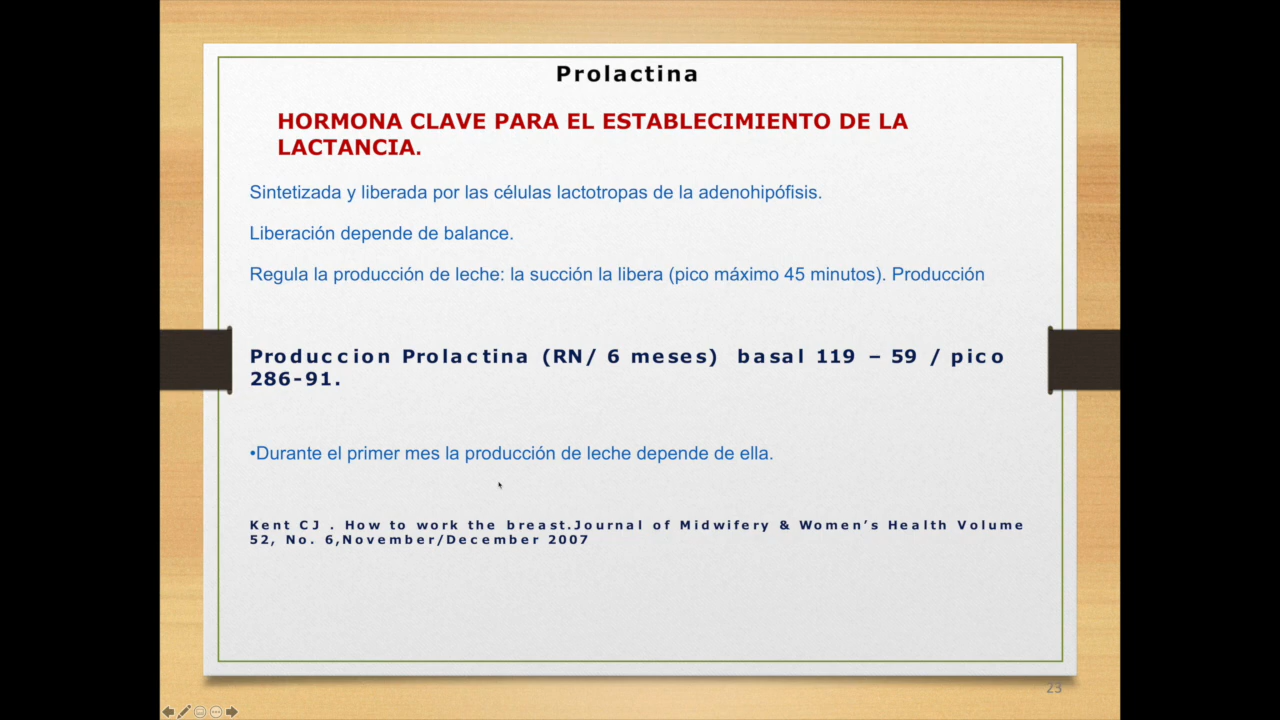 Prolactina
HORMONA CLAVE PARA EL ESTABLECIMIENTO DE LA
LACTANCIA.
Sintetizada y liberada por las células lactotropas de la adenohipófisis.
Liberación depende de balance.
Regula la producción de leche: la succión la libera (pico máximo 45 minutos). Producción
Produccion Prolactina (RN/ 6 meses) basal 119 – 59 / pico
286-91.
•Durante el primer mes la producción de leche depende de ella.
Kent CJ . How to work the breast.Journal of Midwifery & Women’s Health Volume
52, No. 6,November/December 2007
23